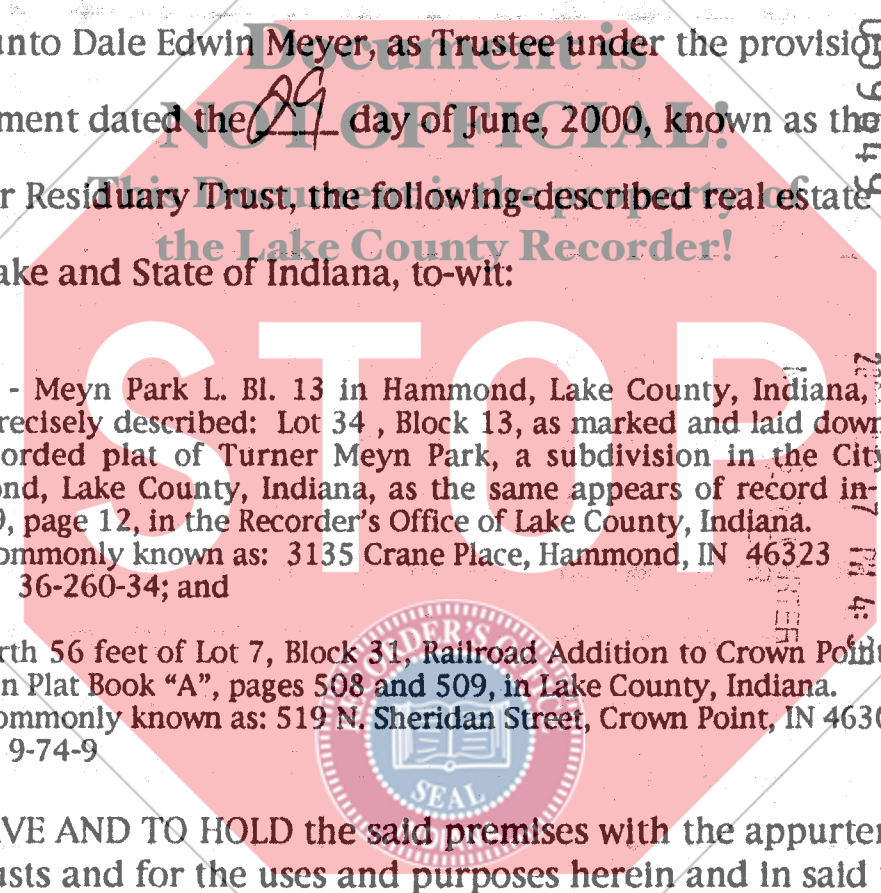 unto Dale Edwin Meyer, as Trustee under the provision
Document is
ment dated the 29 day of June, 2000, known as the
NOT OFFICIAL!
r Residuary Trust, the following-described real estate
This Document is the property of
the Lake County Recorder!
ake and State of Indiana, to-wit:
STOP
- Meyn Park L. Bl. 13 in Hammond, Lake County, Indiana,
recisely described: Lot 34 , Block 13, as marked and laid down
orded plat of Turner Meyn Park, a subdivision in the City
ond, Lake County, Indiana, as the same appears of record in
9, page 12, in the Recorder's Office of Lake County, Indiana.
ommonly known as: 3135 Crane Place, Hammond, IN 46323
36-260-34; and
rth 56 feet of Lot 7, Block 31, Railroad Addition to Crown Point
n Plat Book "A", pages 508 and 509, in Lake County, Indiana.
ommonly known as: 519 N. Sheridan Street, Crown Point, IN 4630
9-74-9
SEAL
AVE AND TO HOLD the said premises with the appurten
usts and for the uses and purposes herein and in said